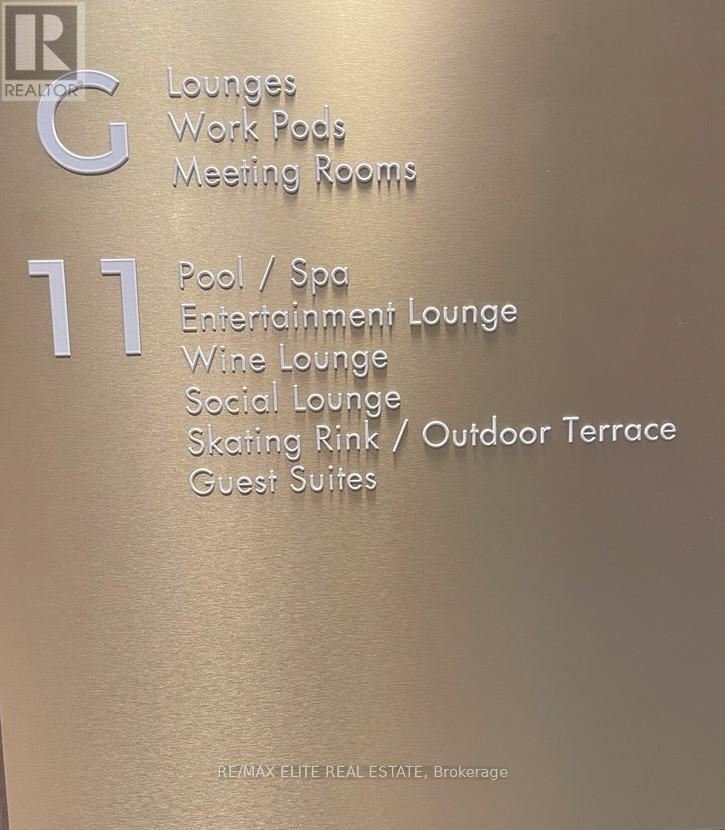 REALTOR®
G
Lounges
Work Pods
Meeting Rooms
11
Pool / Spa
Entertainment Lounge
Wine Lounge
Social Lounge
Skating Rink / Outdoor Terrace
Guest Suites
RE/MAX ELITE REAL ESTATE, Brokerage